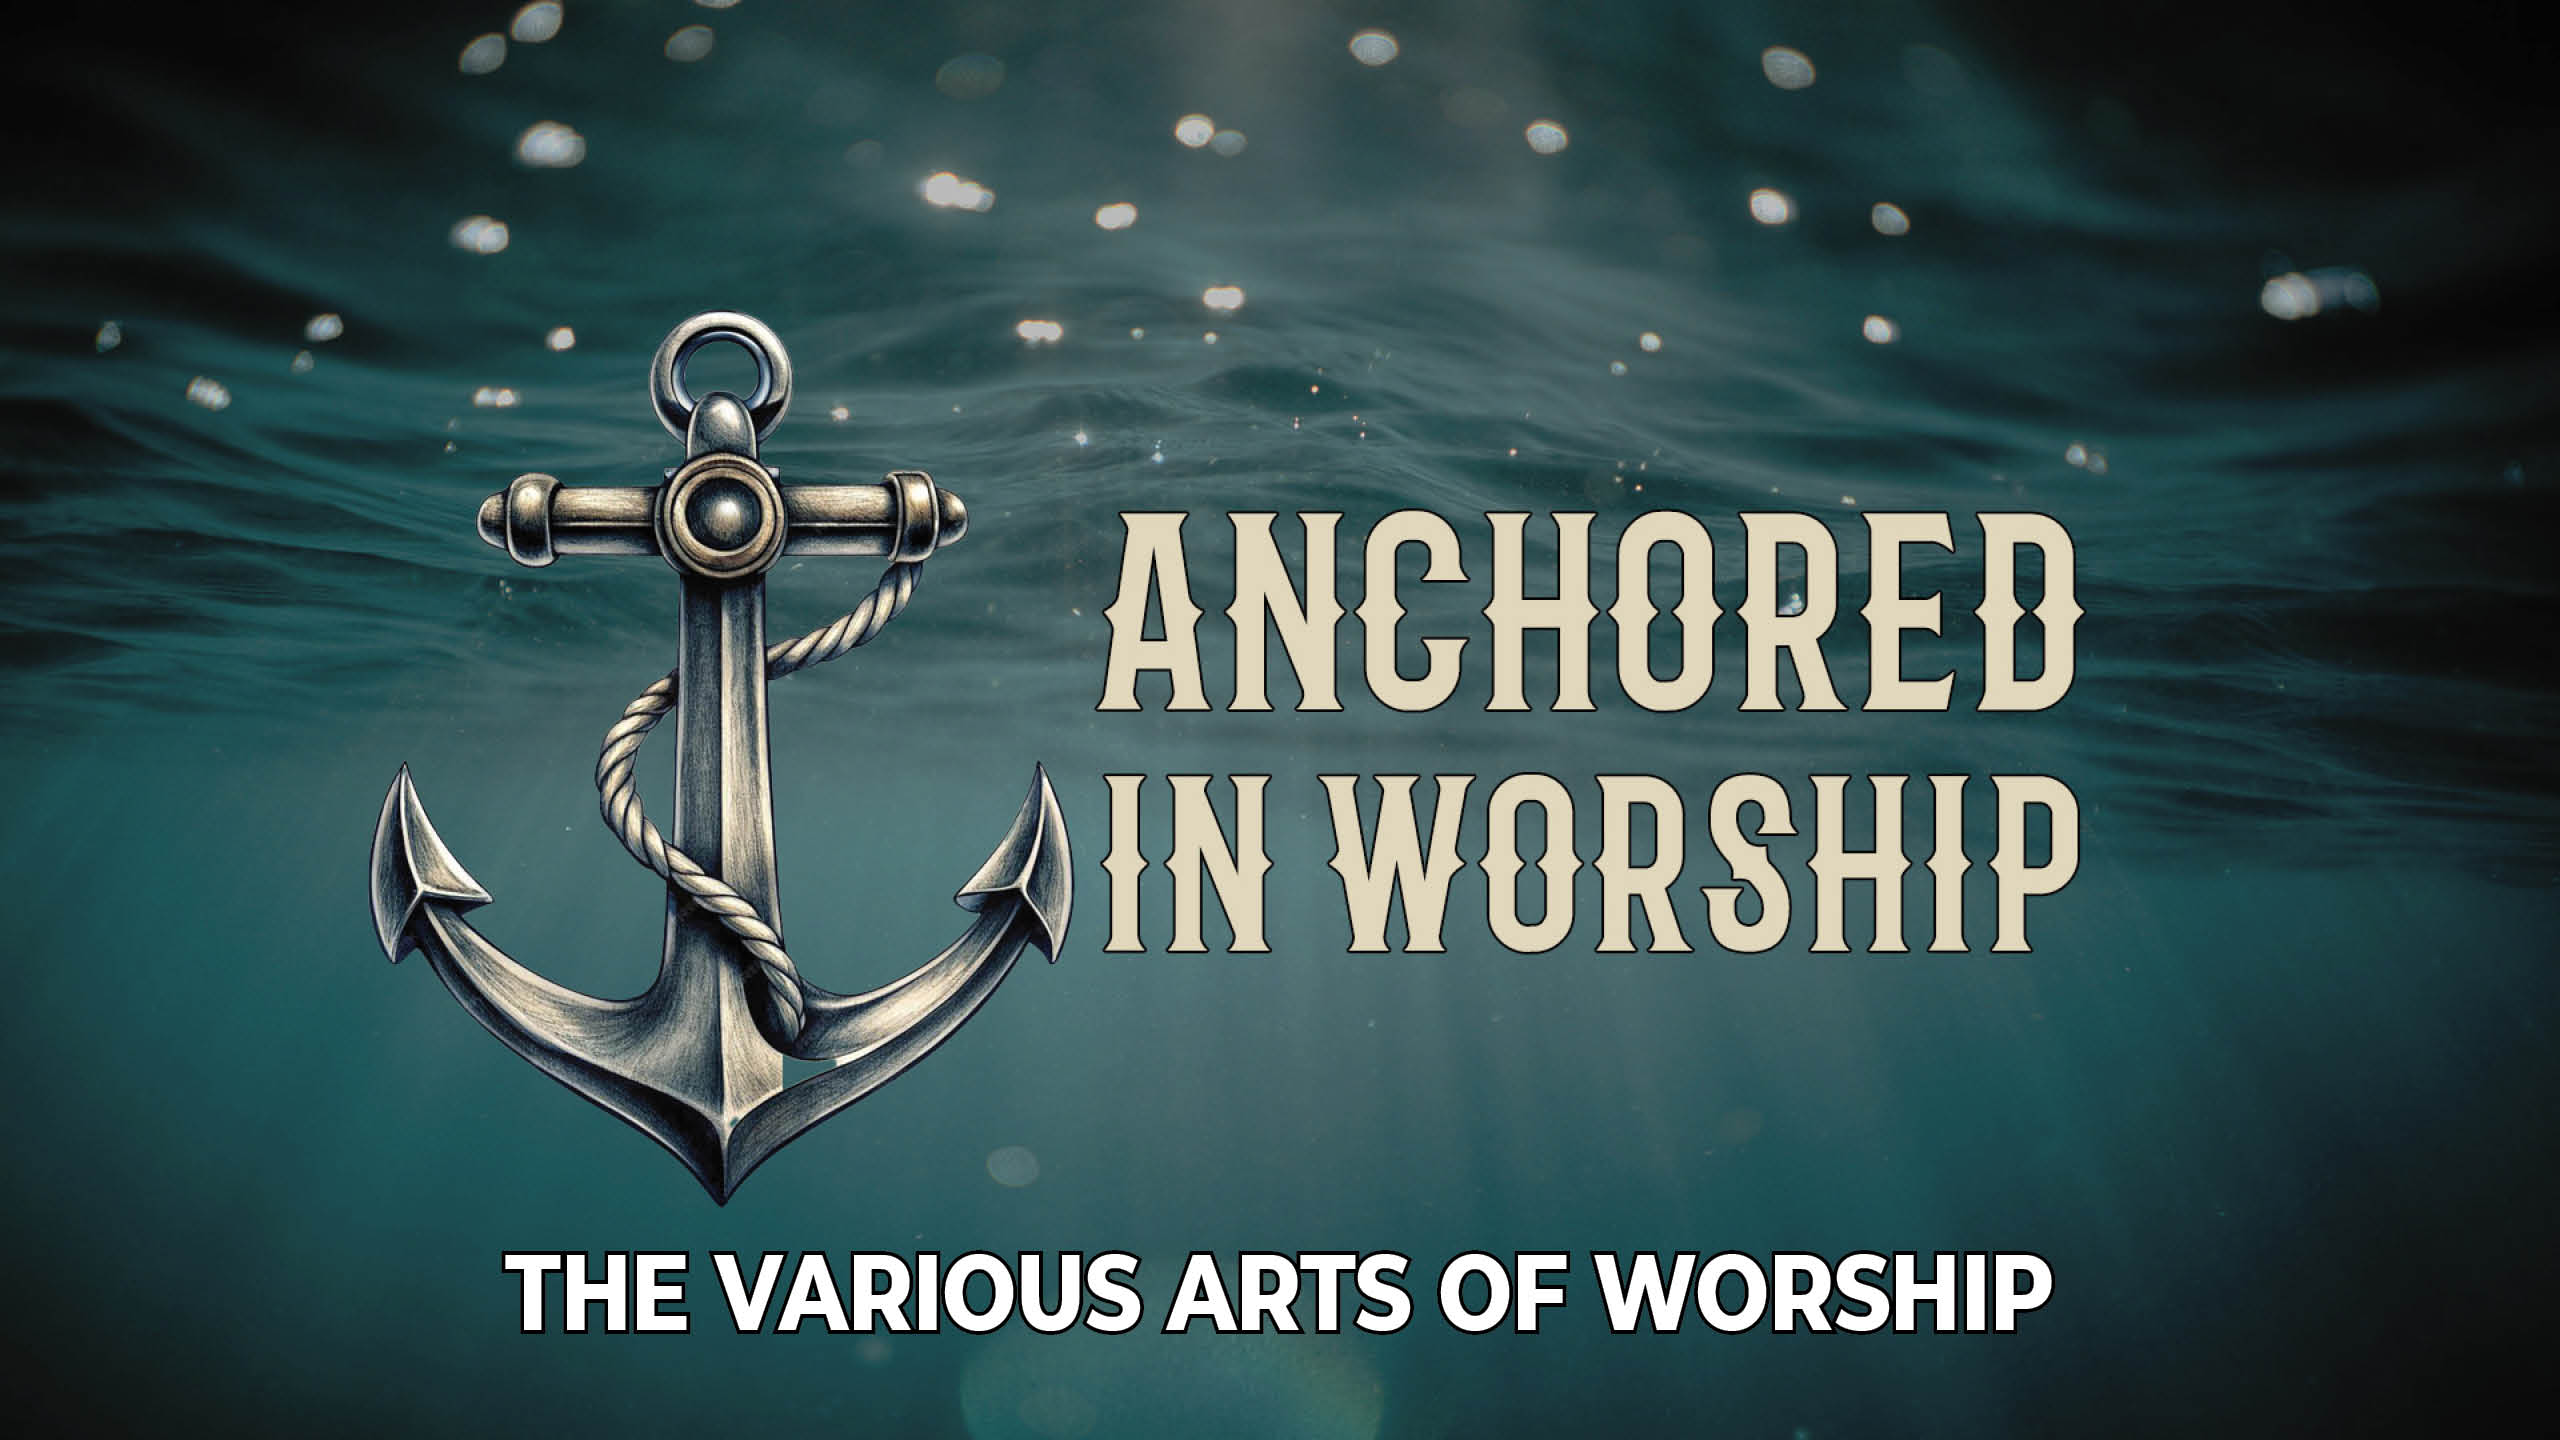 ANCHORED
IN WORSHIP
THE VARIOUS ARTS OF WORSHIP